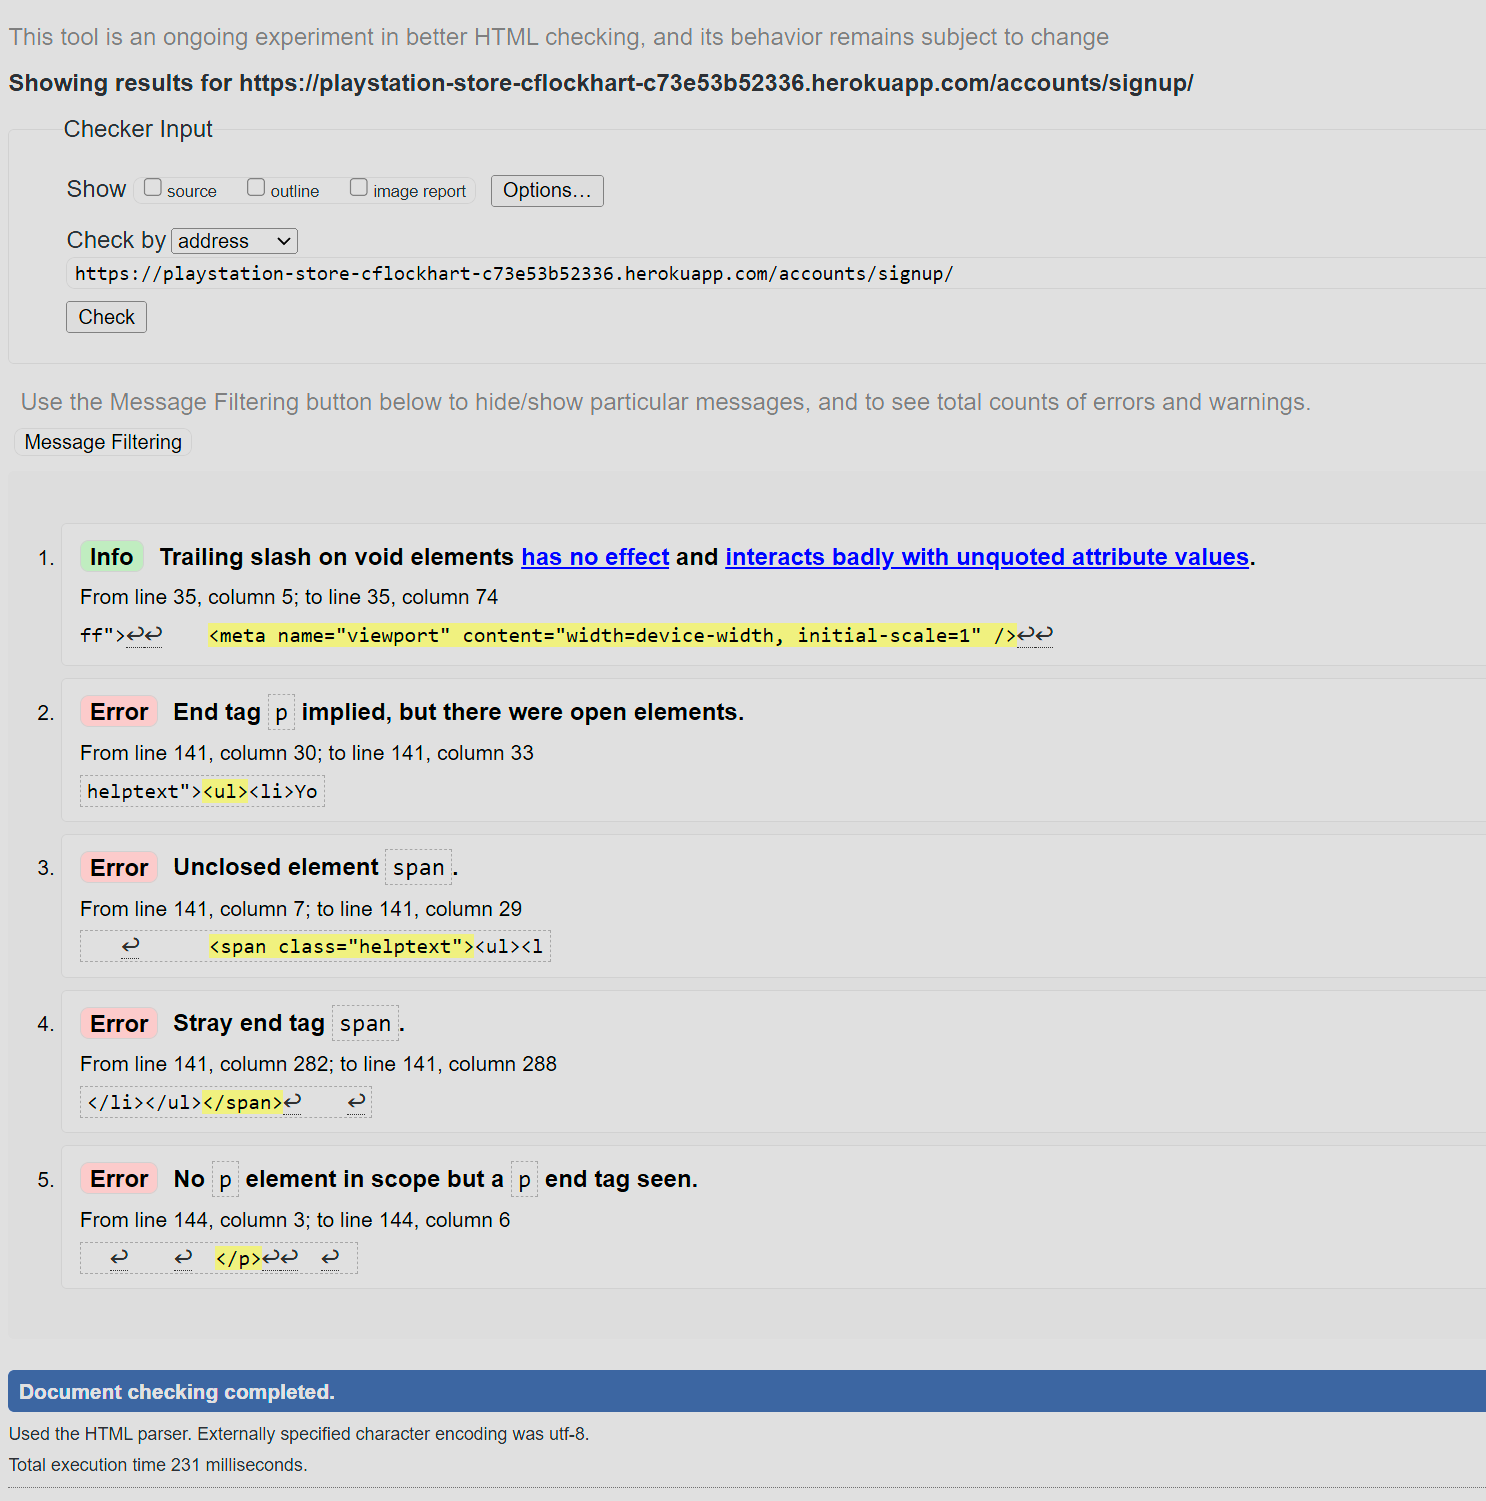 This tool is an ongoing experiment in better HTML checking, and its behavior remains subject to change
Showing results for https://playstation-store-cflockhart-c73e53b52336.herokuapp.com/accounts/signup/
Checker Input
Show source outline image report Options...
Check by address
https://playstation-store-cflockhart-c73e53b52336.herokuapp.com/accounts/signup/
Check
Use the Message Filtering button below to hide/show particular messages, and to see total counts of errors and warnings.
Message Filtering
1. Info Trailing slash on void elements has no effect and interacts badly with unquoted attribute values.
From line 35, column 5; to line 35, column 74
ff">↩↩ <meta name="viewport" content="width=device-width, initial-scale=1" />↩↩
2. Error End tag p implied, but there were open elements.
From line 141, column 30; to line 141, column 33
helptext"><ul><li>Yo
3. Error Unclosed element span.
From line 141, column 7; to line 141, column 29
↩ <span class="helptext"><ul><l
4. Error Stray end tag span.
From line 141, column 282; to line 141, column 288
</li></ul></span>↩ ↩
5. Error No p element in scope but a p end tag seen.
From line 144, column 3; to line 144, column 6
↩ ↩ </p>↩↩ ↩
Document checking completed.
Used the HTML parser. Externally specified character encoding was utf-8.
Total execution time 231 milliseconds.